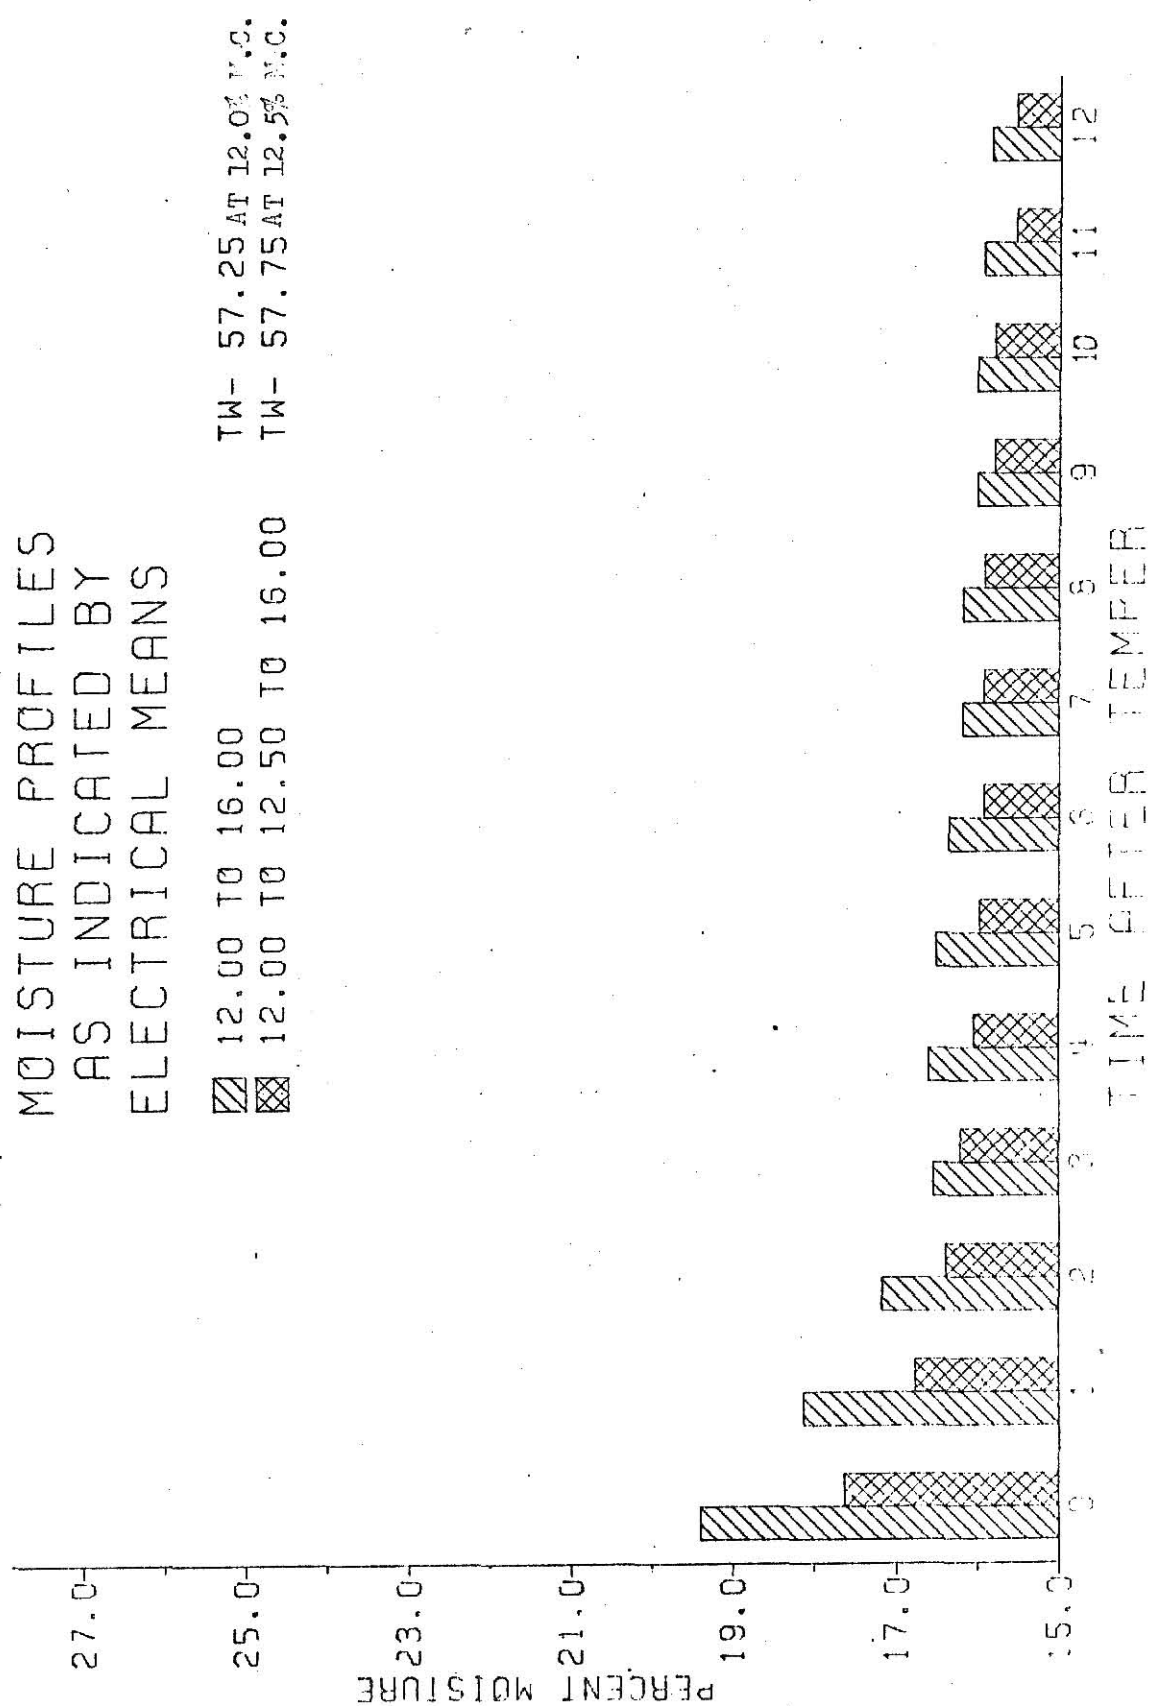 MOISTURE PROFILES
AS INDICATED BY
ELECTRICAL MEANS
12.00 TO 16.00 TW- 57.25 AT 12.0% M.C.
12.00 TO 12.50 TO 16.00 TW- 57.75 AT 12.5% M.C.
PERCENT MOISTURE
27.0
25.0
23.0
21.0
19.0
17.0
15.0
0 1 2 3 4 5 6 7 8 9 10 11 12
TIME AFTER TEMPER